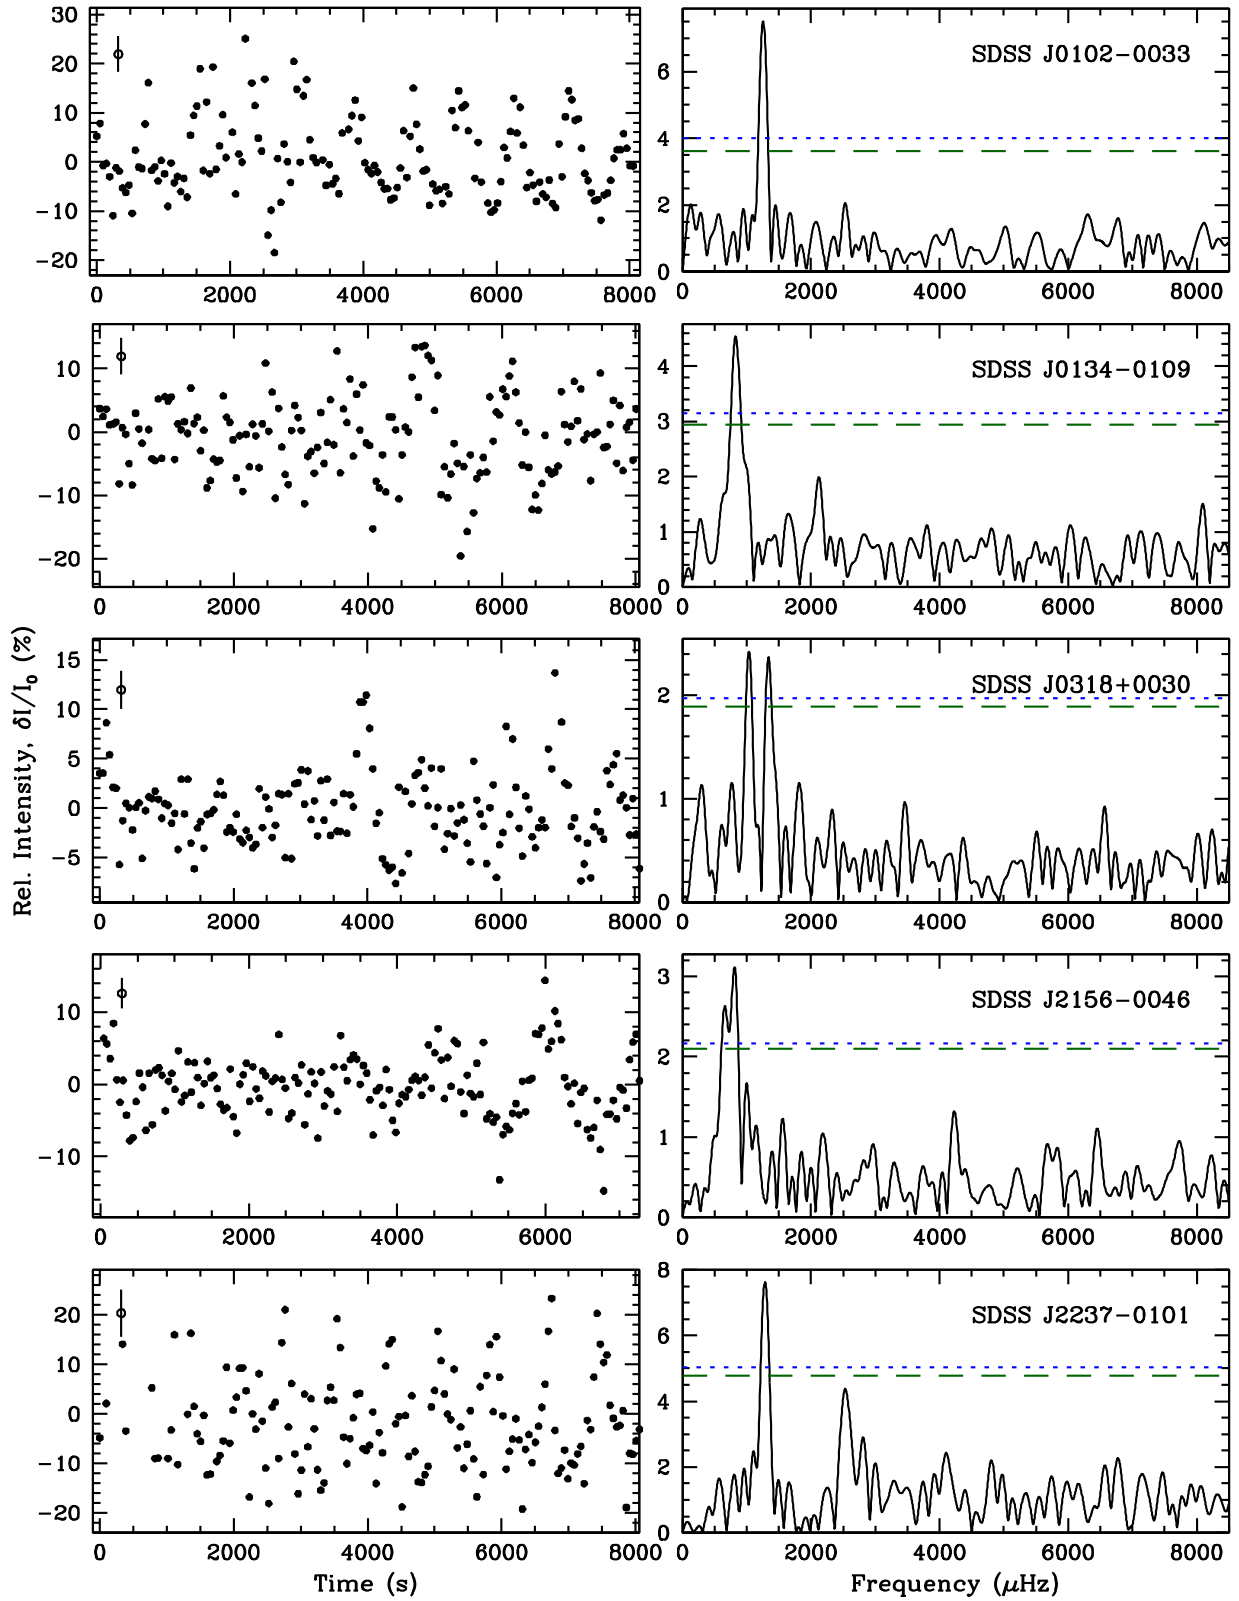 30
20
10
0
−10
−20
0 2000 4000 6000 8000
6
4
2
0
0 2000 4000 6000 8000
SDSS J0102−0033
10
0
−10
−20
0 2000 4000 6000 8000
4
3
2
1
0
0 2000 4000 6000 8000
SDSS J0134−0109
Rel. Intensity, δI/I₀ (%)
15
10
5
0
−5
0 2000 4000 6000 8000
2
1
0
0 2000 4000 6000 8000
SDSS J0318+0030
10
0
−10
0 2000 4000 6000
3
2
1
0
0 2000 4000 6000 8000
SDSS J2156−0046
20
10
0
−10
−20
0 2000 4000 6000 8000
Time (s)
8
6
4
2
0
0 2000 4000 6000 8000
SDSS J2237−0101
Frequency (μHz)